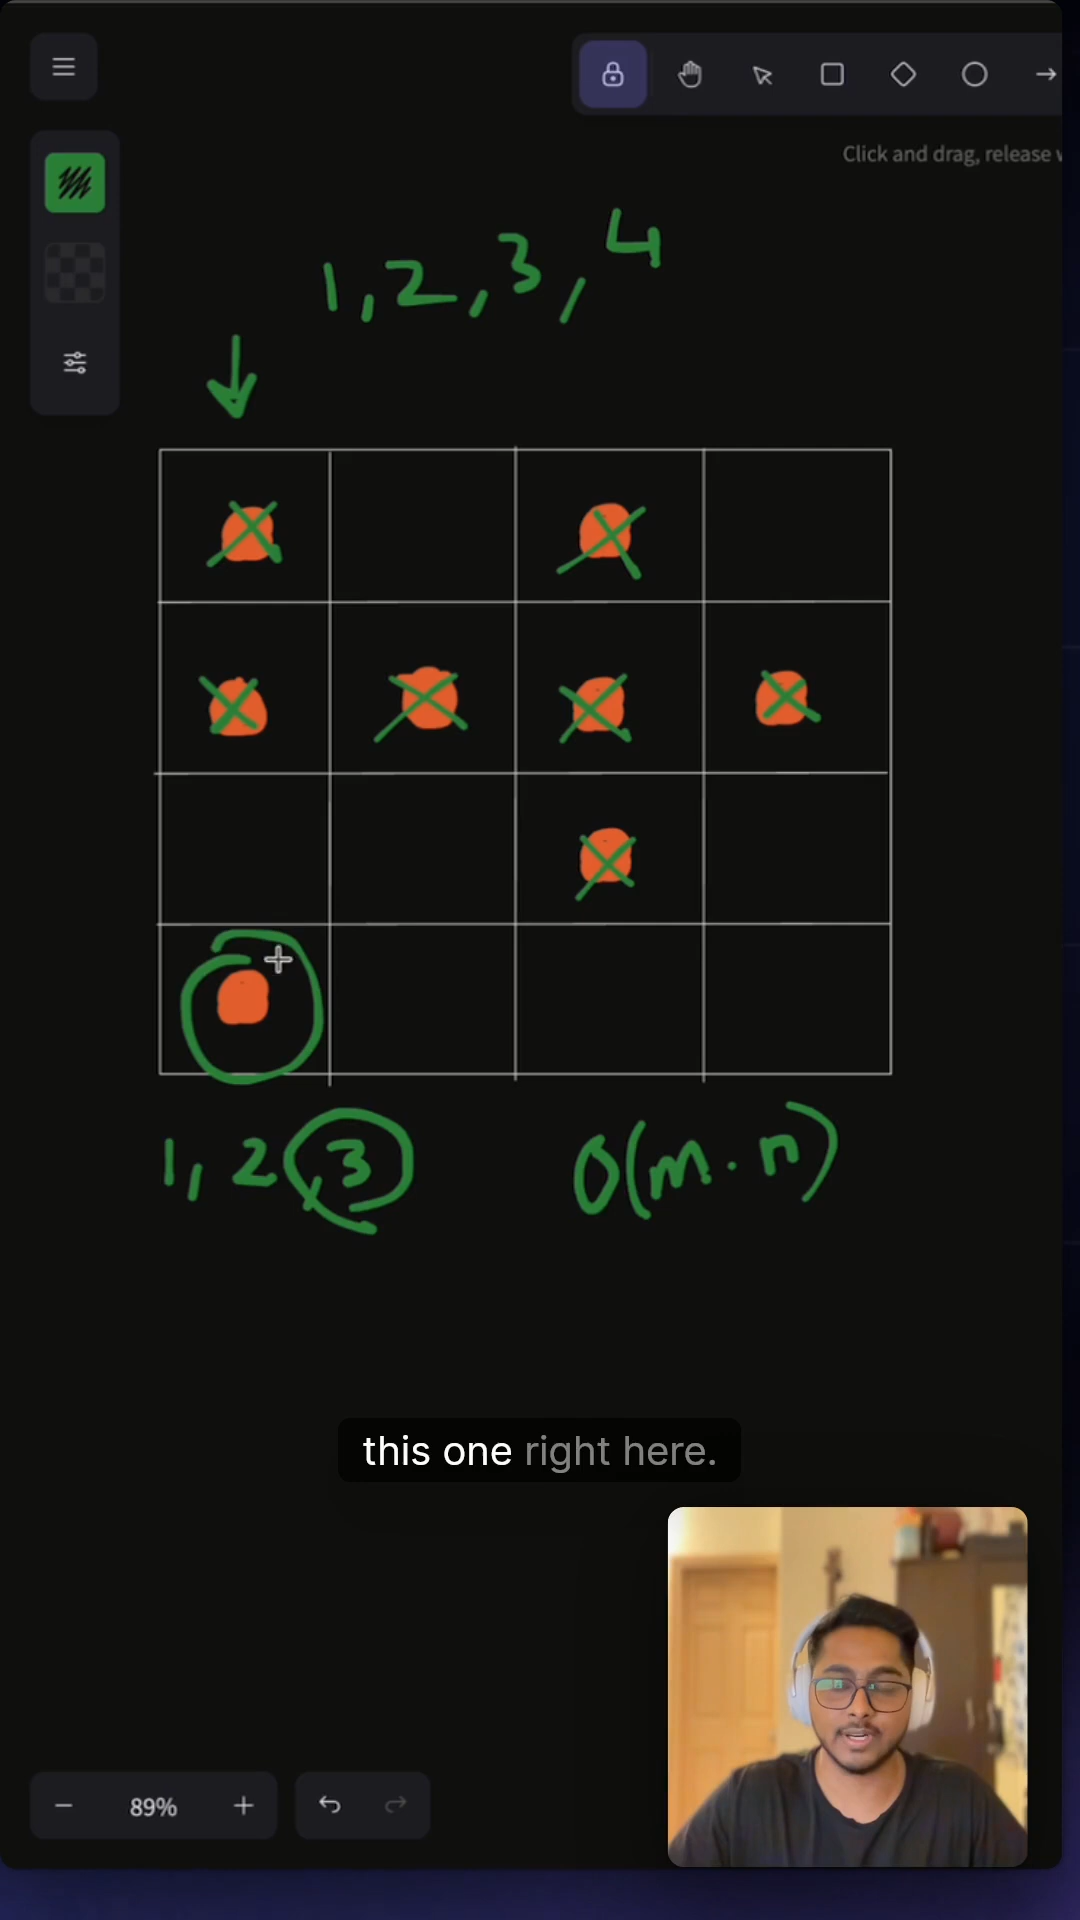 Click and drag, release
1, 2, 3, 4
1, 2, 3
O(m. n)
this one right here.
89%